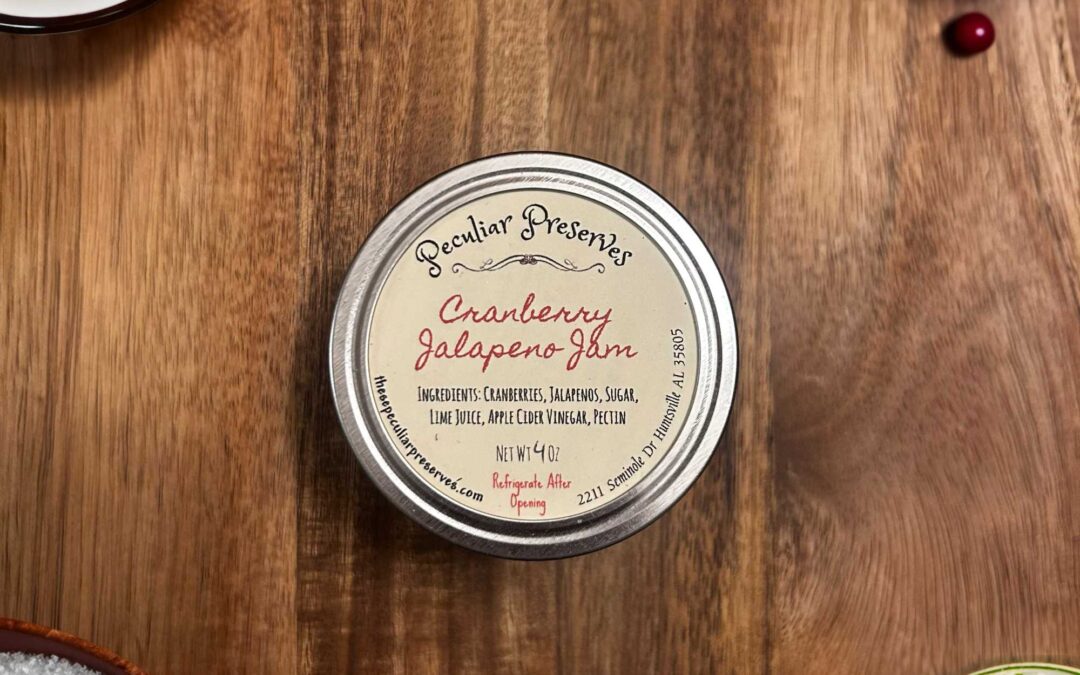 Peculiar Preserves
Cranberry
Jalapeno Jam
Ingredients: Cranberries, Jalapenos, Sugar,
Lime Juice, Apple Cider Vinegar, Pectin
Net Wt 4 Oz
Refrigerate After
Opening
thesepeculiarpreserves.com
2211 Seminole Dr Huntsville AL 35805